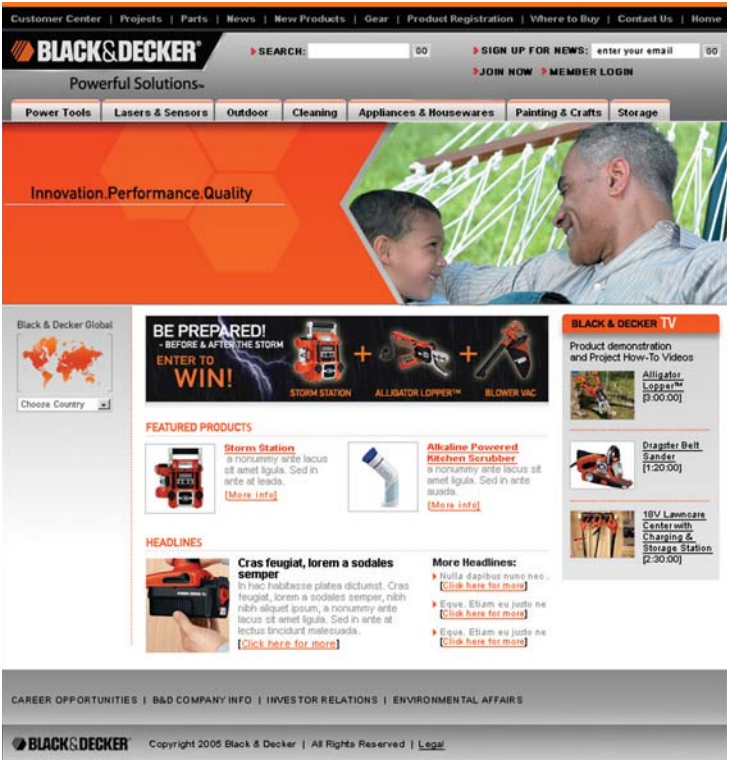 Customer Center | Projects | Parts | News | New Products | Gear | Product Registration | Where to Buy | Contact Us | Home
BLACK&DECKER®
SEARCH: GO
SIGN UP FOR NEWS: enter your email GO
JOIN NOW MEMBER LOGIN
Powerful Solutions™
Power Tools Lasers & Sensors Outdoor Cleaning Appliances & Housewares Painting & Crafts Storage
Innovation.Performance.Quality
Black & Decker Global
Choose Country
BE PREPARED!
- BEFORE & AFTER THE STORM
ENTER TO
WIN!
STORM STATION + ALLIGATOR LOPPER™ + BLOWER VAC
FEATURED PRODUCTS
Storm Station
a nonummy ante lacus
sit amet ligula. Sed in
ante at leada.
[More info]
Alkaline Powered
Kitchen Scrubber
a nonummy ante lacus sit
amet ligula. Sed in ante
auada.
[More info]
HEADLINES
Cras feugiat, lorem a sodales
semper
In hac habitasse platea dictumst. Cras
feugiat, lorem a sodales semper, nibh
nibh aliquet ipsum, a nonummy ante
lacus sit amet ligula. Sed in ante at
lectus tincidunt malesuada.
[Click here for more]
More Headlines:
Nulla dapibus nunc nec.
[Click here for more]
Eque. Etiam eu justo ne
[Click here for more]
Eque. Etiam eu justo ne
[Click here for more]
BLACK & DECKER TV
Product demonstration
and Project How-To Videos
Alligator
Lopper™
[3:00:00]
Dragster Belt
Sander
[1:20:00]
18V Lawncare
Center with
Charging &
Storage Station
[2:30:00]
CAREER OPPORTUNITIES | B&D COMPANY INFO | INVESTOR RELATIONS | ENVIRONMENTAL AFFAIRS
BLACK&DECKER® Copyright 2005 Black & Decker | All Rights Reserved | Legal